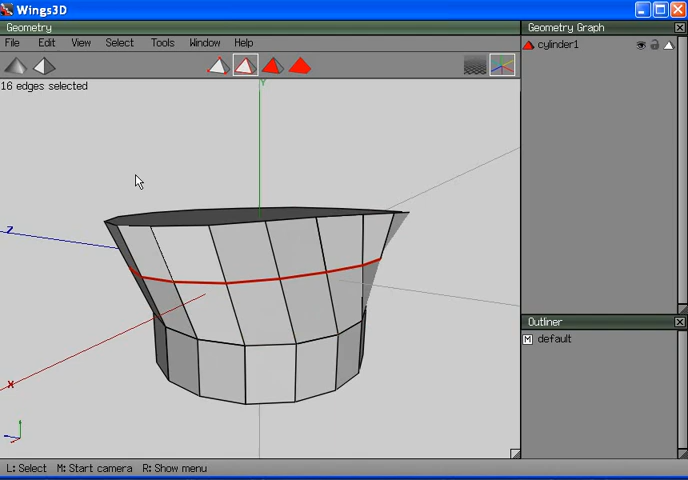 Wings3D
Geometry
File Edit View Select Tools Window Help
16 edges selected
Y
Z
X
L: Select M: Start camera R: Show menu
Geometry Graph
cylinder1
Outliner
M default